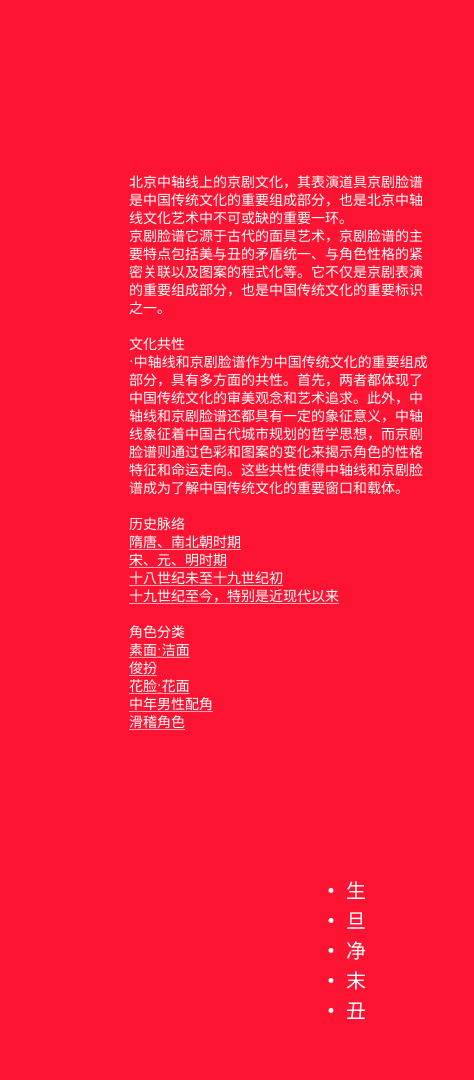 北京中轴线上的京剧文化，其表演道具京剧脸谱
是中国传统文化的重要组成部分，也是北京中轴
线文化艺术中不可或缺的重要一环。
京剧脸谱它源于古代的面具艺术，京剧脸谱的主
要特点包括美与丑的矛盾统一、与角色性格的紧
密关联以及图案的程式化等。它不仅是京剧表演
的重要组成部分，也是中国传统文化的重要标识
之一。
文化共性
·中轴线和京剧脸谱作为中国传统文化的重要组成
部分，具有多方面的共性。首先，两者都体现了
中国传统文化的审美观念和艺术追求。此外，中
轴线和京剧脸谱还都具有一定的象征意义，中轴
线象征着中国古代城市规划的哲学思想，而京剧
脸谱则通过色彩和图案的变化来揭示角色的性格
特征和命运走向。这些共性使得中轴线和京剧脸
谱成为了解中国传统文化的重要窗口和载体。
历史脉络
隋唐、南北朝时期
宋、元、明时期
十八世纪未至十九世纪初
十九世纪至今，特别是近现代以来
角色分类
素面·洁面
俊扮
花脸·花面
中年男性配角
滑稽角色
• 生
• 旦
• 净
• 末
• 丑